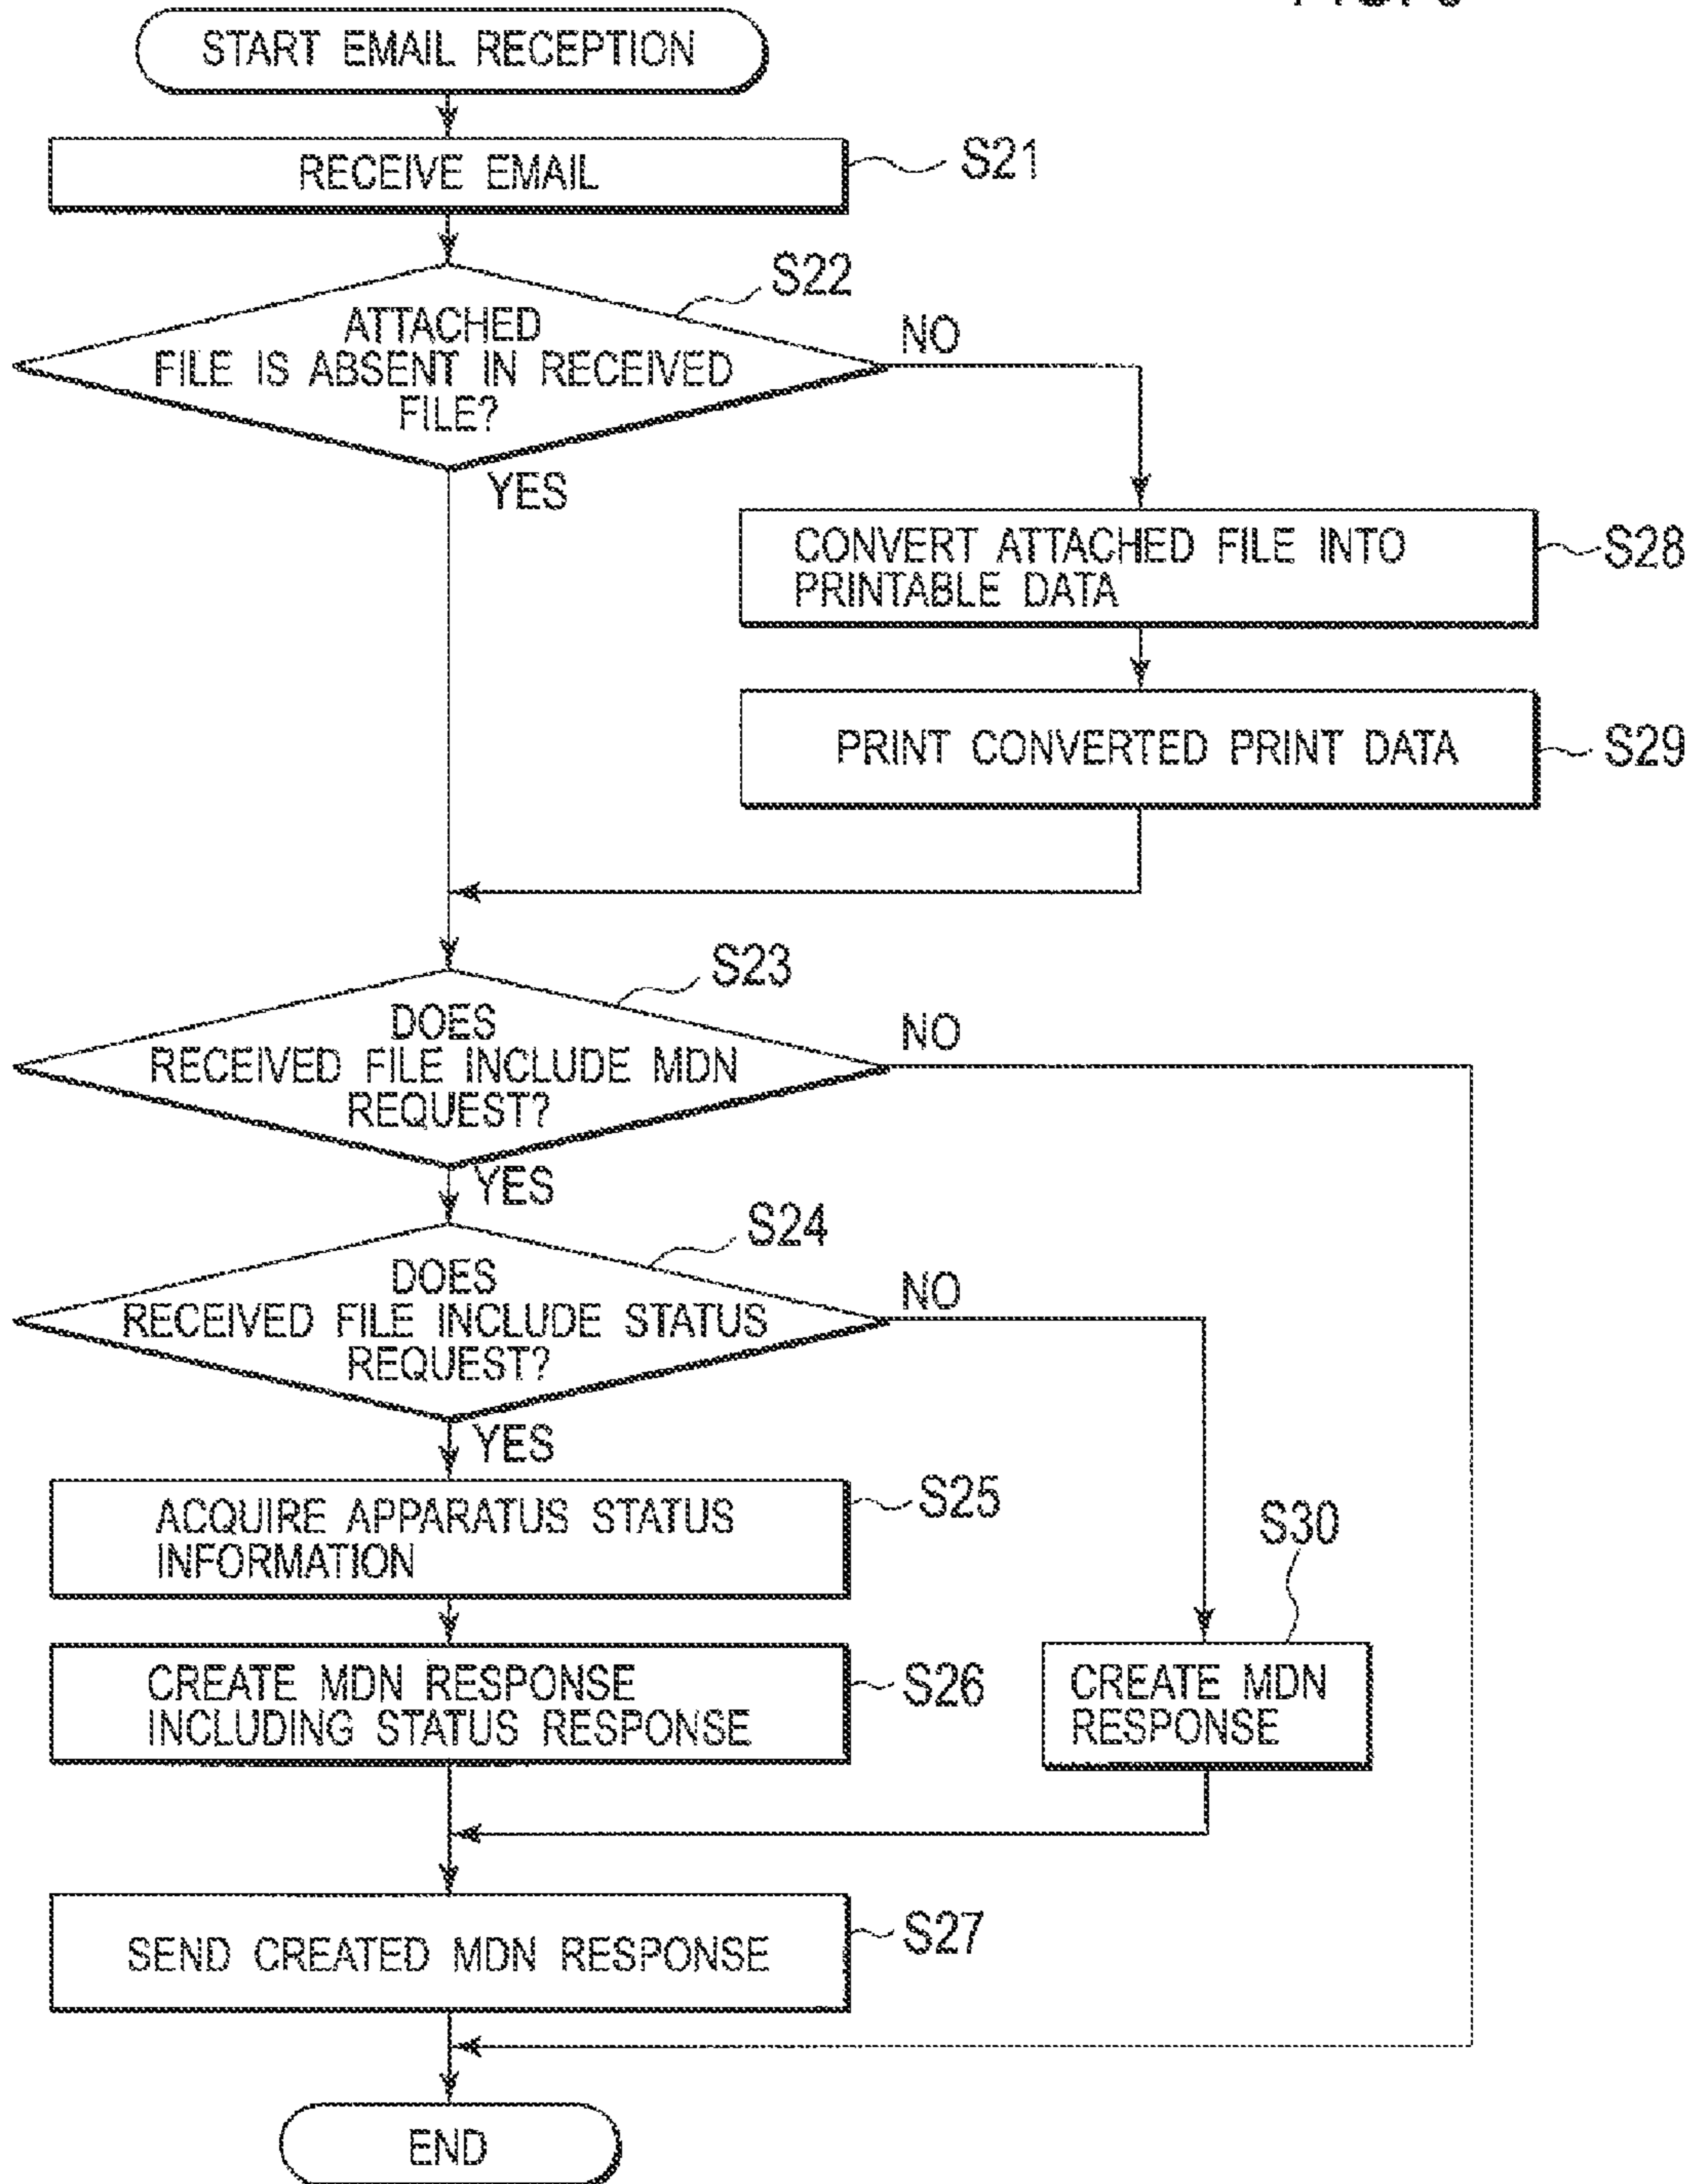 START EMAIL RECEPTION
RECEIVE EMAIL
S21
S22
ATTACHED
FILE IS ABSENT IN RECEIVED
FILE?
NO
YES
CONVERT ATTACHED FILE INTO
PRINTABLE DATA
S28
PRINT CONVERTED PRINT DATA
S29
S23
DOES
RECEIVED FILE INCLUDE MDN
REQUEST?
NO
YES
S24
DOES
RECEIVED FILE INCLUDE STATUS
REQUEST?
NO
YES
ACQUIRE APPARATUS STATUS
INFORMATION
S25
S30
CREATE MDN RESPONSE
INCLUDING STATUS RESPONSE
S26
CREATE MDN
RESPONSE
SEND CREATED MDN RESPONSE
S27
END